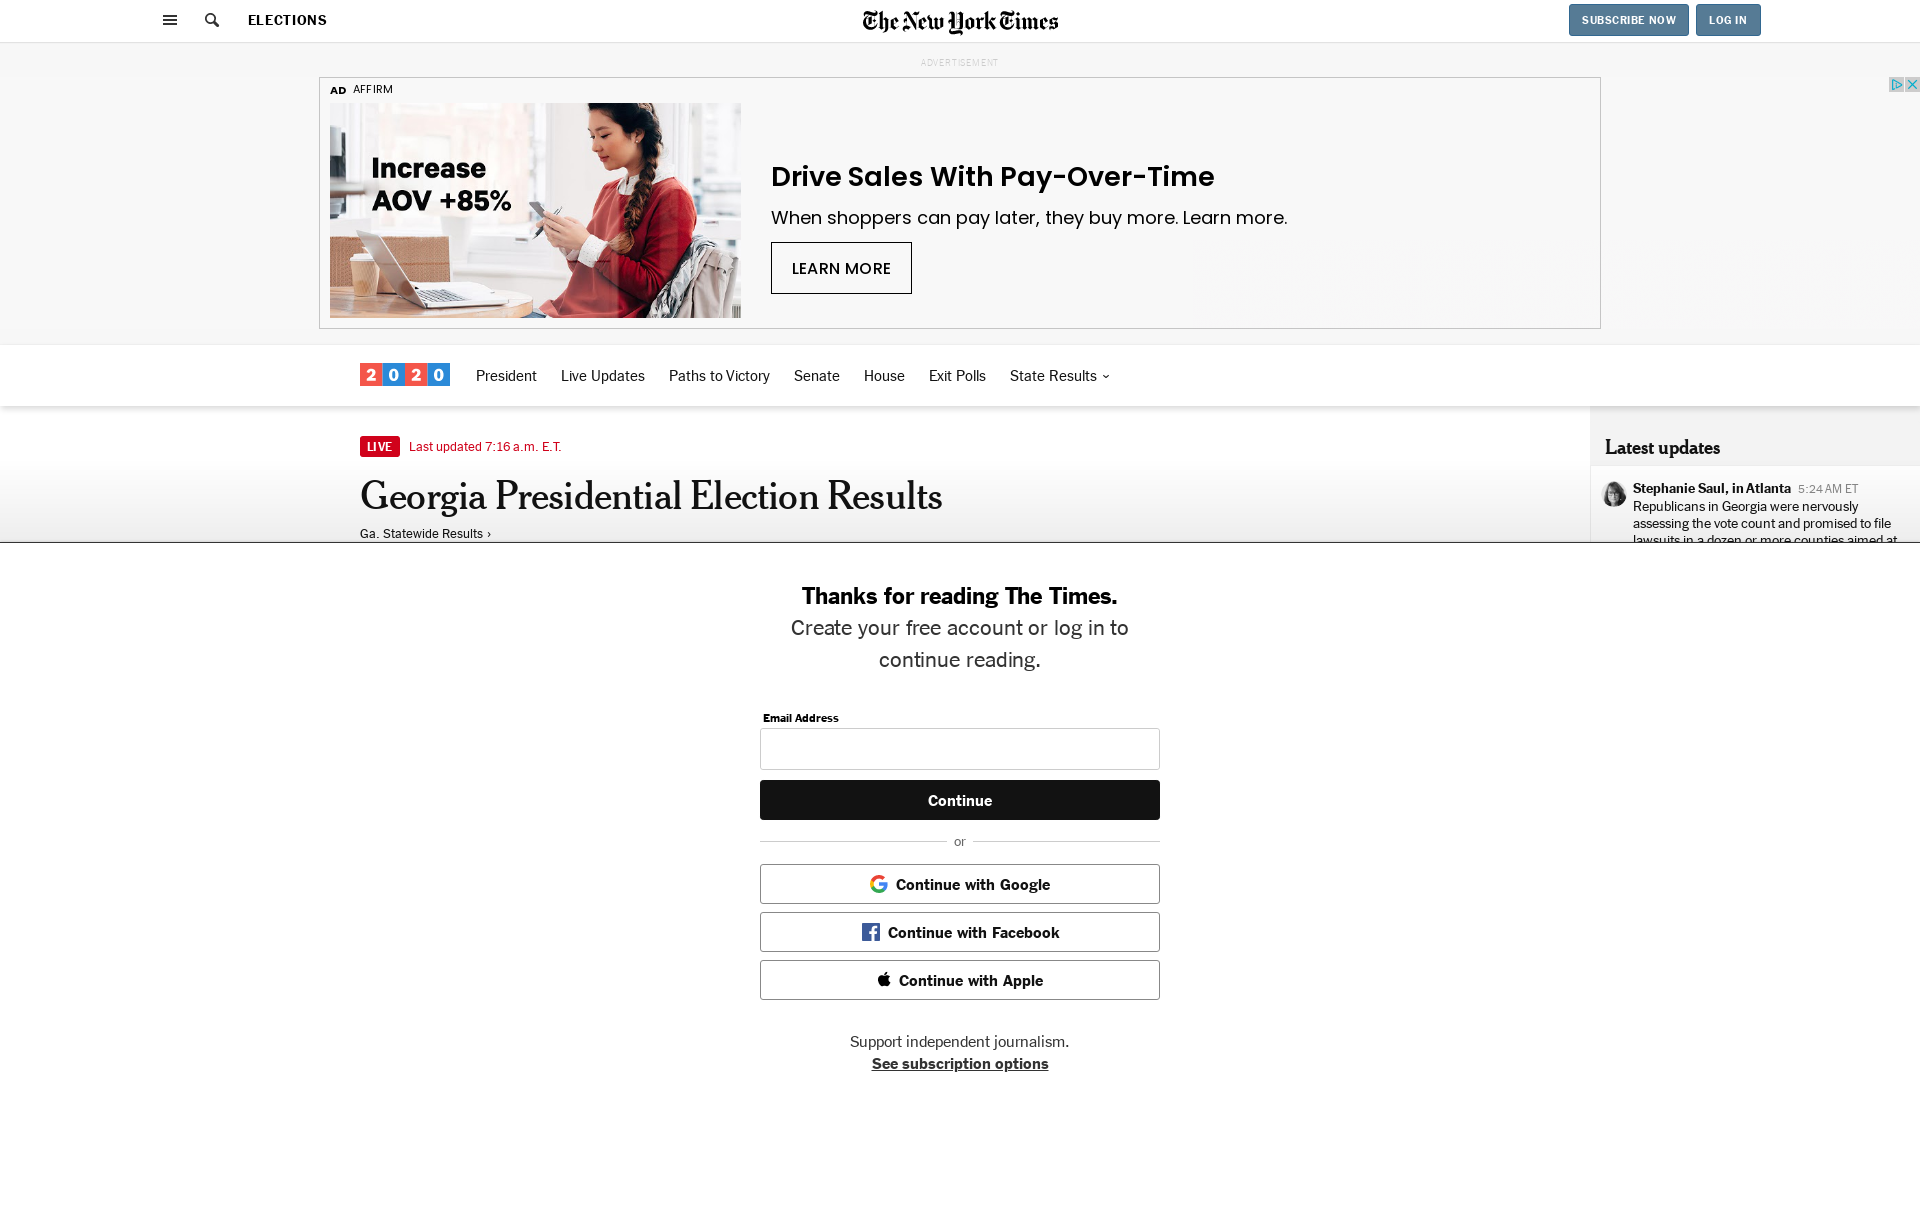 ELECTIONS
The New York Times
SUBSCRIBE NOW
LOG IN
ADVERTISEMENT
AD AFFIRM
Increase
AOV +85%
Drive Sales With Pay-Over-Time
When shoppers can pay later, they buy more. Learn more.
LEARN MORE
2020
President
Live Updates
Paths to Victory
Senate
House
Exit Polls
State Results
LIVE Last updated 7:16 a.m. E.T.
Georgia Presidential Election Results
Ga. Statewide Results ›
Latest updates
Stephanie Saul, in Atlanta 5:24 AM ET
Republicans in Georgia were nervously
assessing the vote count and promised to file
lawsuits in a dozen or more counties aimed at
Thanks for reading The Times.
Create your free account or log in to
continue reading.
Email Address
Continue
or
Continue with Google
Continue with Facebook
Continue with Apple
Support independent journalism.
See subscription options